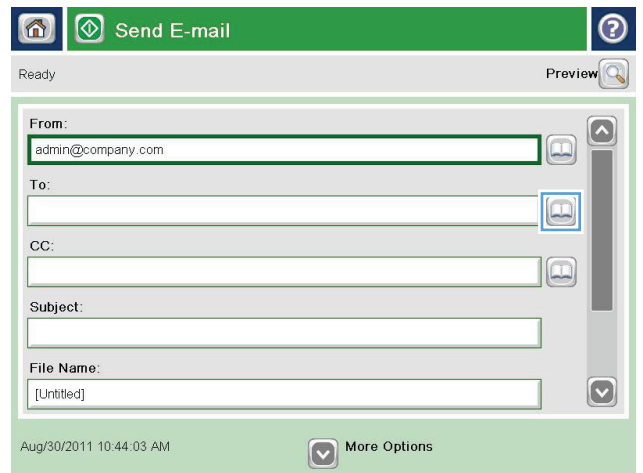 Send E-mail
?
Ready
Preview
From:
admin@company.com
To:
CC:
Subject:
File Name:
[Untitled]
Aug/30/2011 10:44:03 AM
More Options